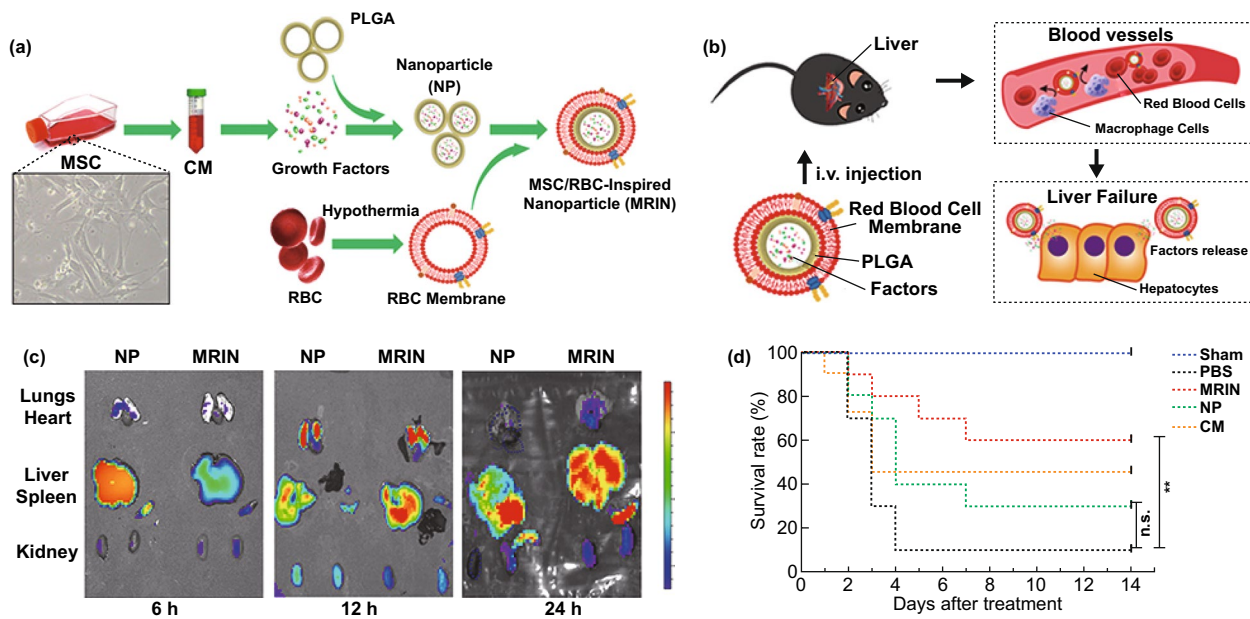 (a)
PLGA
Nanoparticle
(NP)
MSC
CM
Growth Factors
MSC/RBC-Inspired
Nanoparticle (MRIN)
Hypothermia
RBC
RBC Membrane
(b)
Liver
Blood vessels
Red Blood Cells
Macrophage Cells
i.v. injection
Red Blood Cell
Membrane
PLGA
Factors
Liver Failure
Factors release
Hepatocytes
(c)
NP MRIN NP MRIN NP MRIN
Lungs
Heart
Liver
Spleen
Kidney
6 h 12 h 24 h
(d)
Survival rate (%)
100
80
60
40
20
0
0 2 4 6 8 10 12 14
Days after treatment
Sham
PBS
MRIN
NP
CM
**
n.s.